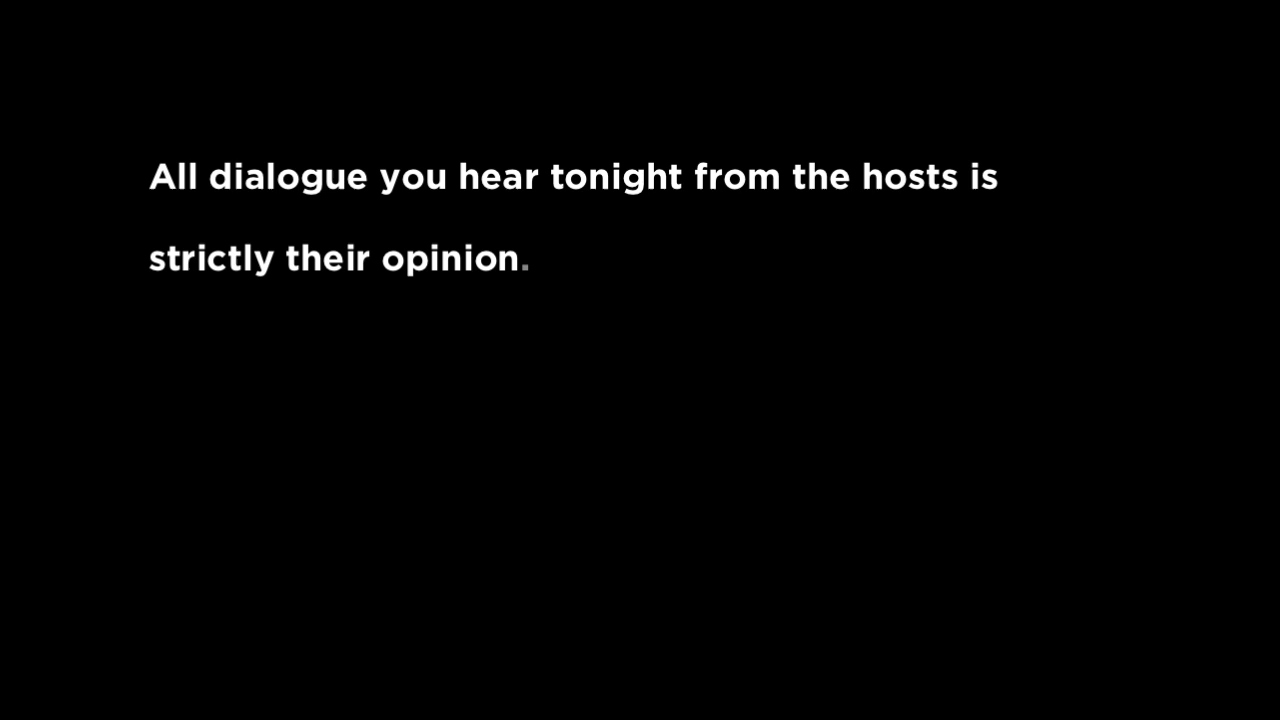 All dialogue you hear tonight from the hosts is
strictly their opinion.